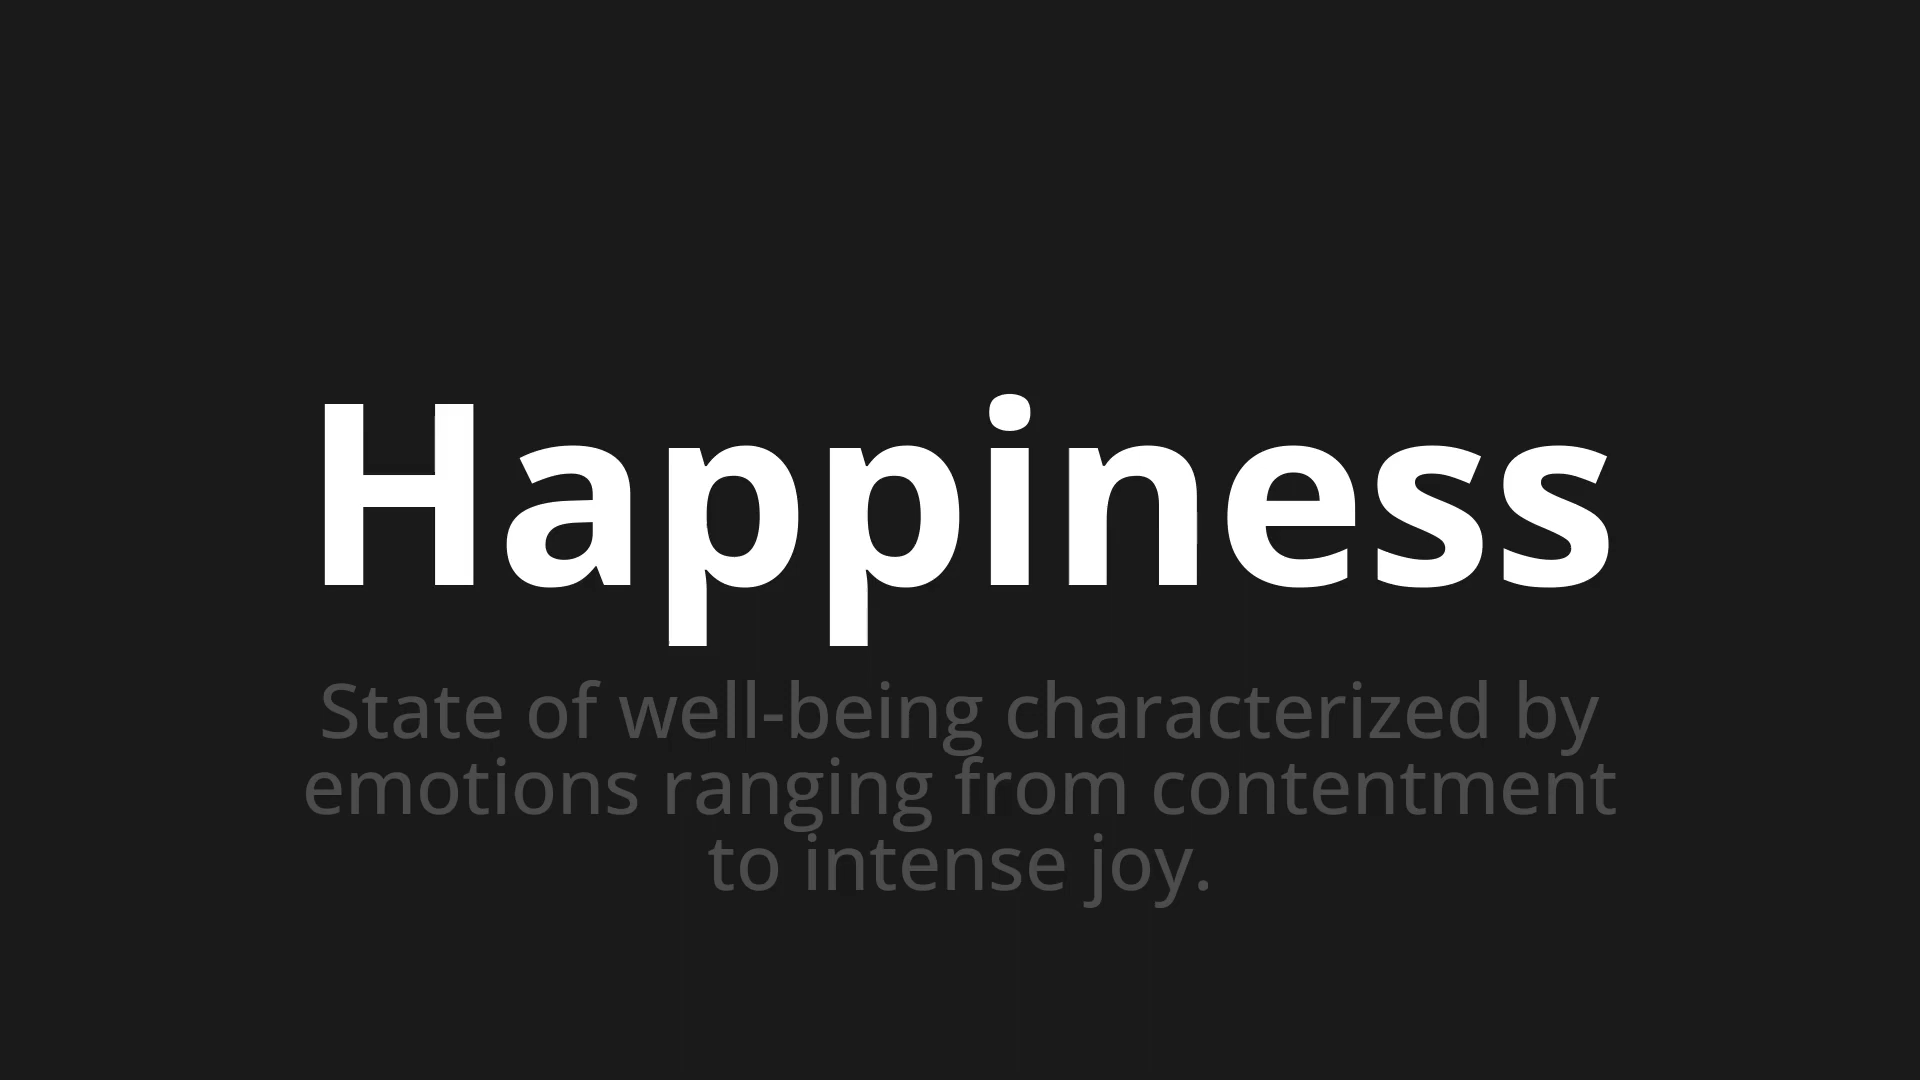 Happiness
State of well-being characterized by
emotions ranging from contentment
to intense joy.